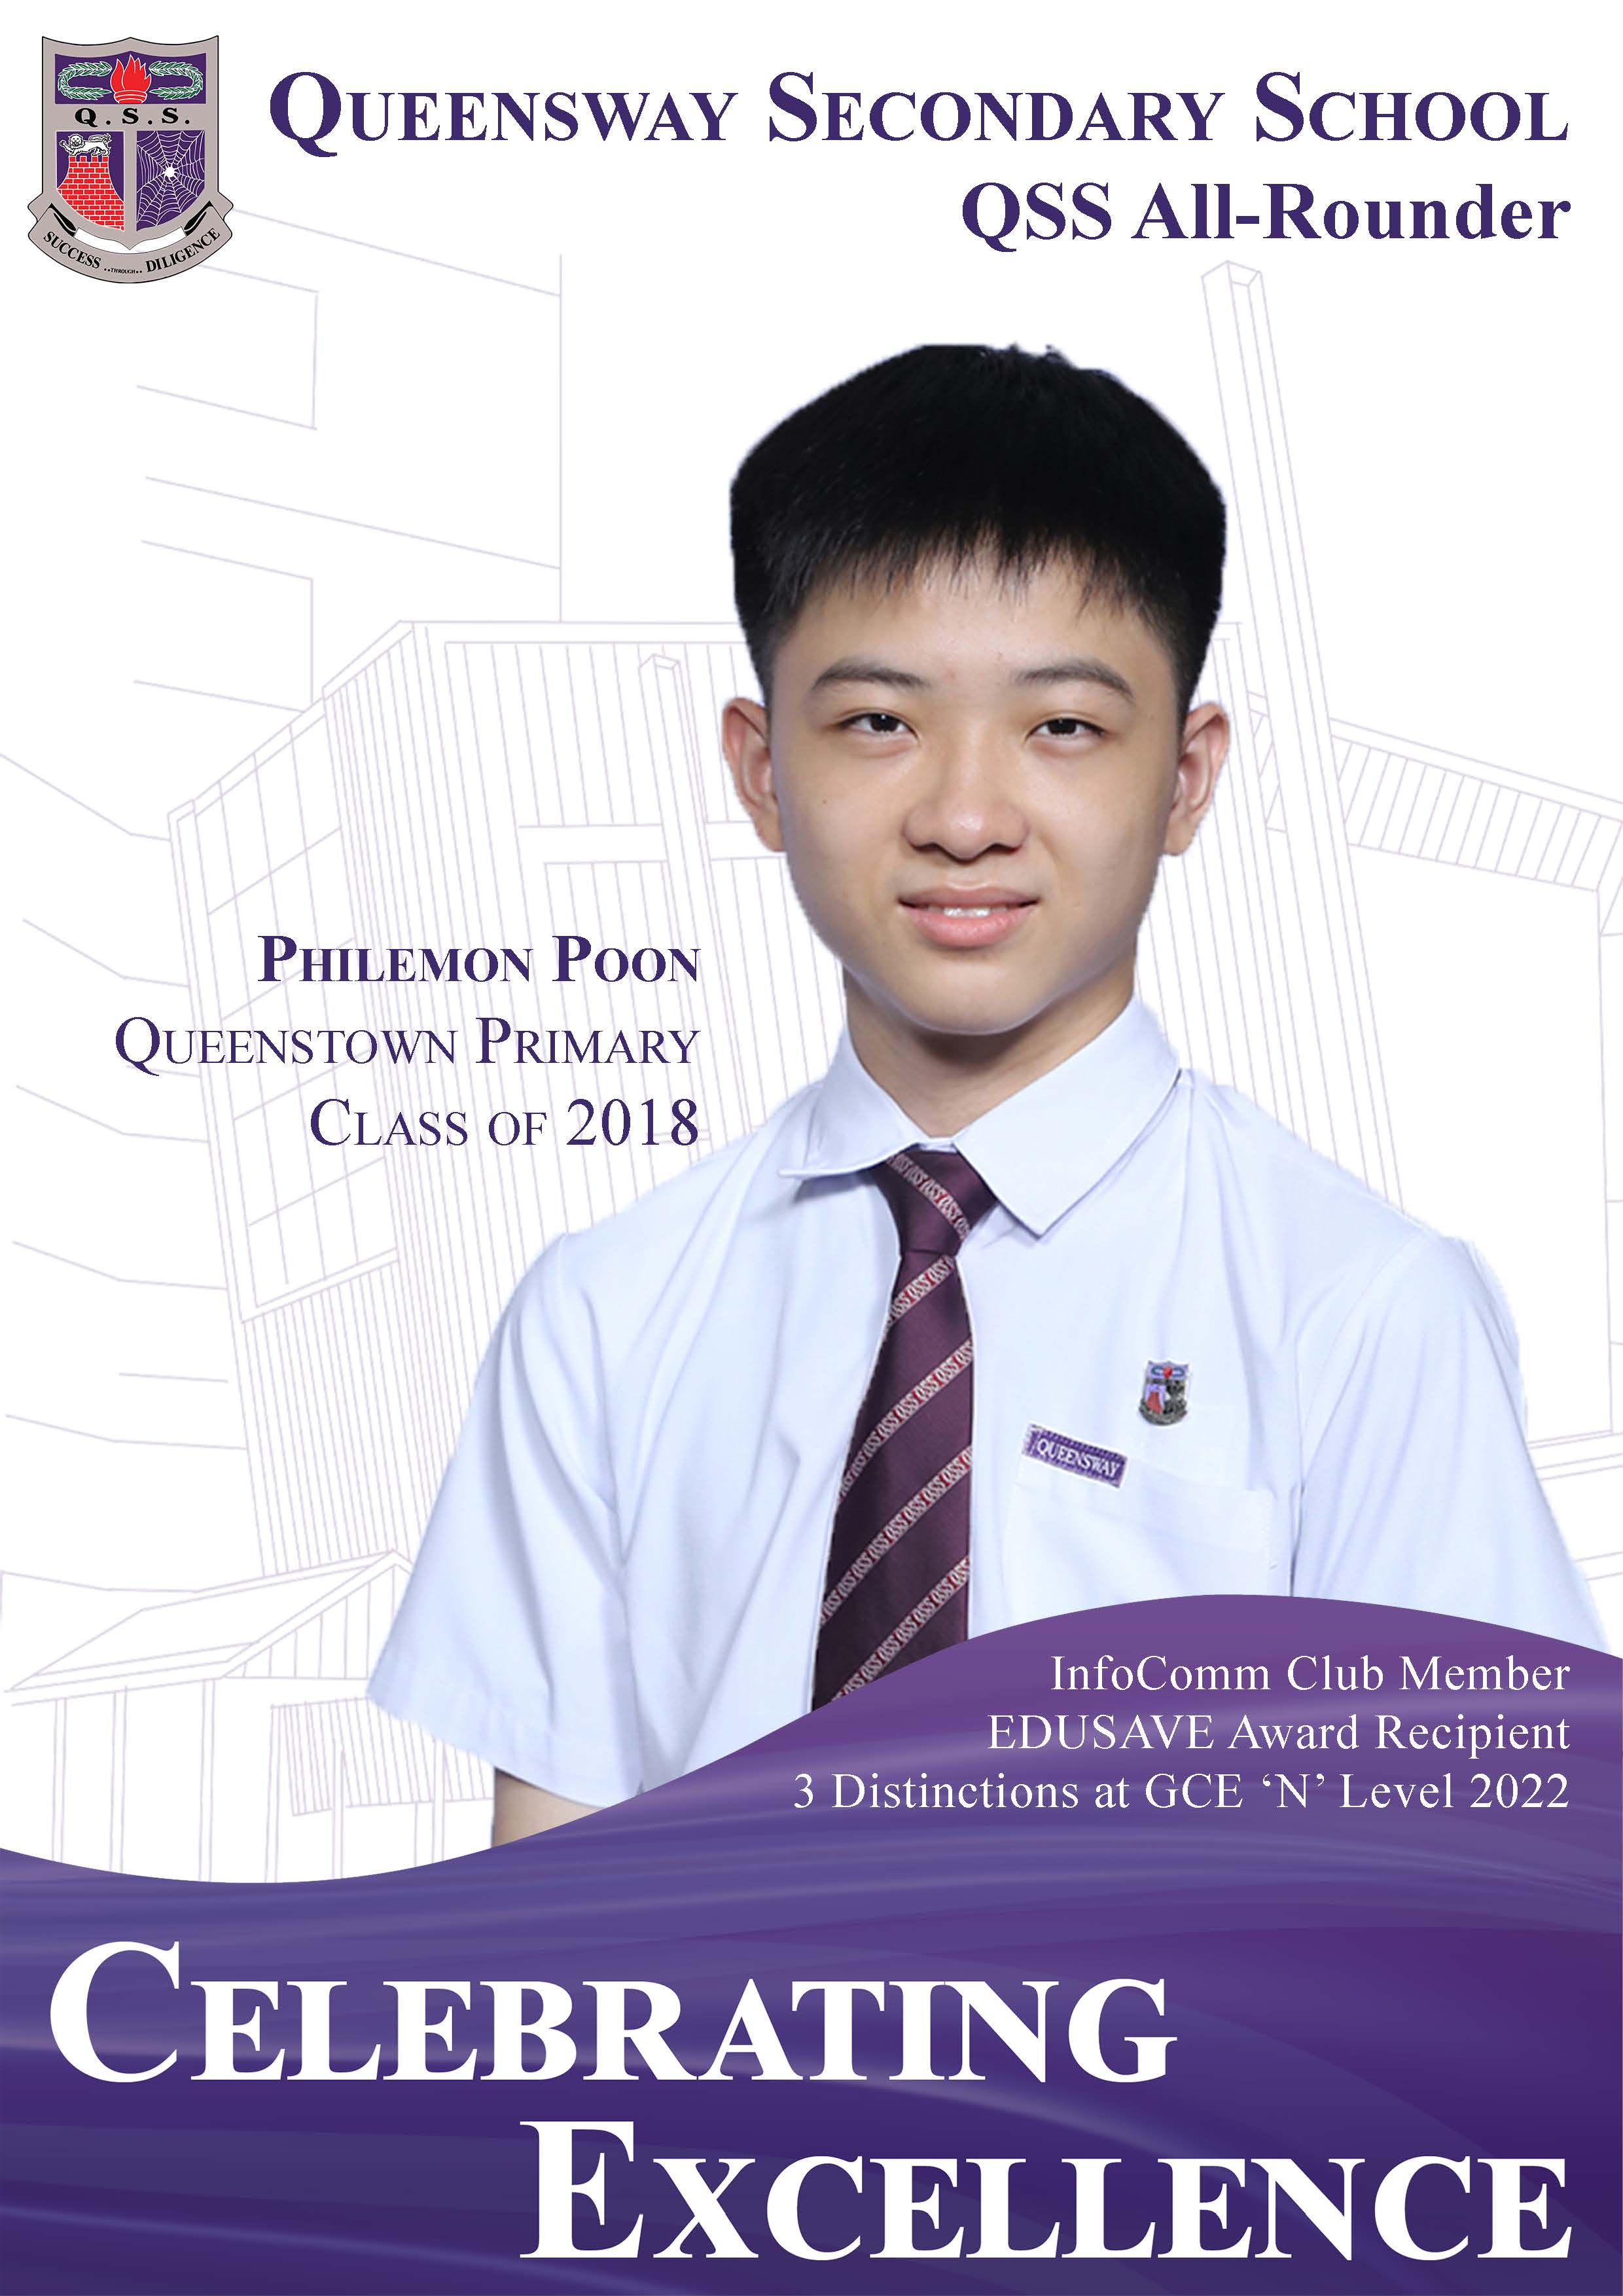 Q.S.S.
SUCCESS ..THROUGH.. DILIGENCE
QUEENSWAY SECONDARY SCHOOL
QSS All-Rounder
PHILEMON POON
QUEENSTOWN PRIMARY
CLASS OF 2018
QUEENSWAY
InfoComm Club Member
EDUSAVE Award Recipient
3 Distinctions at GCE ‘N’ Level 2022
CELEBRATING
EXCELLENCE